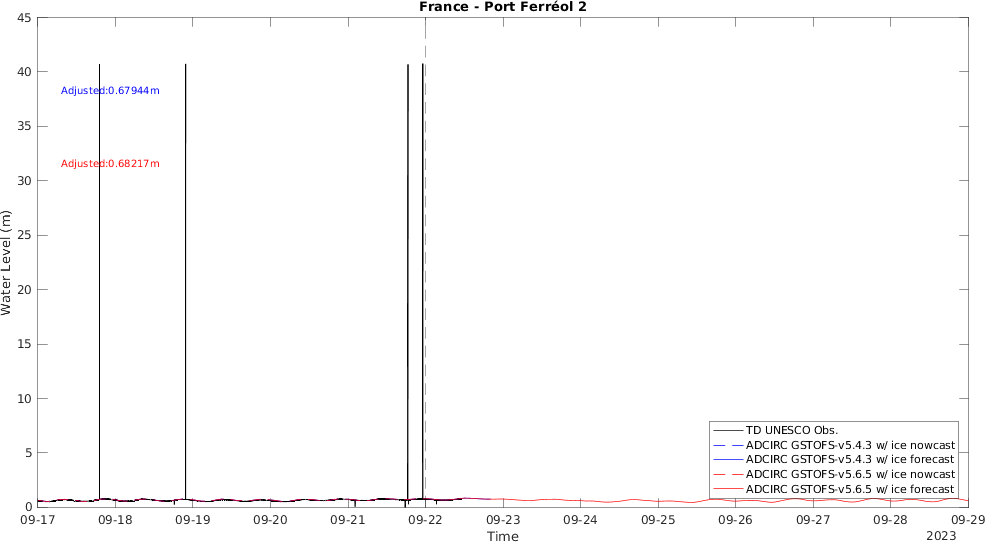 France - Port Ferréol 2
45
40
35
30
25
20
15
10
5
0
Water Level (m)
Adjusted:0.67944m
Adjusted:0.68217m
TD UNESCO Obs.
ADCIRC GSTOFS-v5.4.3 w/ ice nowcast
ADCIRC GSTOFS-v5.4.3 w/ ice forecast
ADCIRC GSTOFS-v5.6.5 w/ ice nowcast
ADCIRC GSTOFS-v5.6.5 w/ ice forecast
09-17 09-18 09-19 09-20 09-21 09-22 09-23 09-24 09-25 09-26 09-27 09-28 09-29
Time
2023